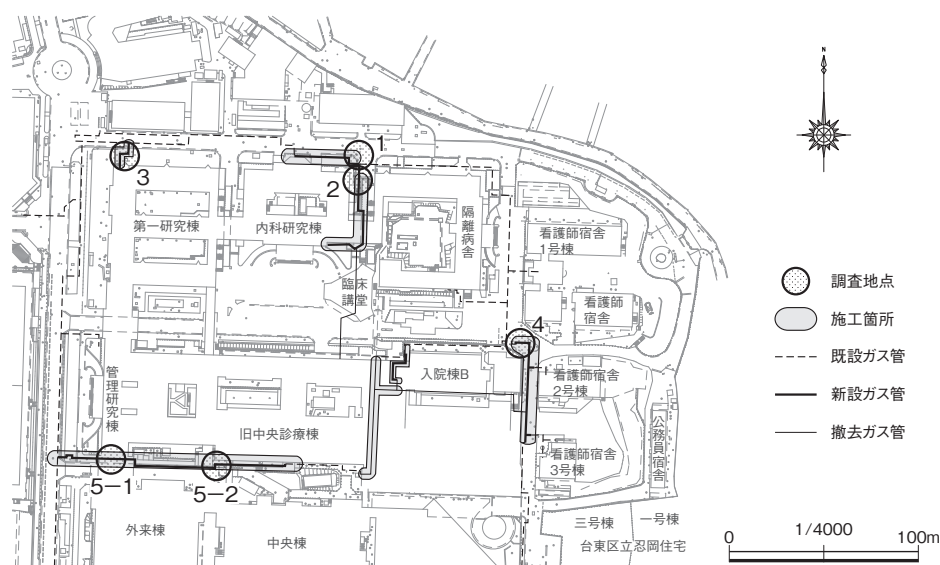 N
1
2
3
第一研究棟
内科研究棟
隔離病舎
看護師宿舎
1号棟
臨床
講堂
看護師
宿舎
調査地点
施工箇所
4
既設ガス管
入院棟B
看護師宿舎
2号棟
新設ガス管
管理研究棟
旧中央診療棟
公務員宿舎
撤去ガス管
看護師宿舎
3号棟
5-1
5-2
外来棟
中央棟
三号棟
一号棟
台東区立忍岡住宅
1/4000
0
100m